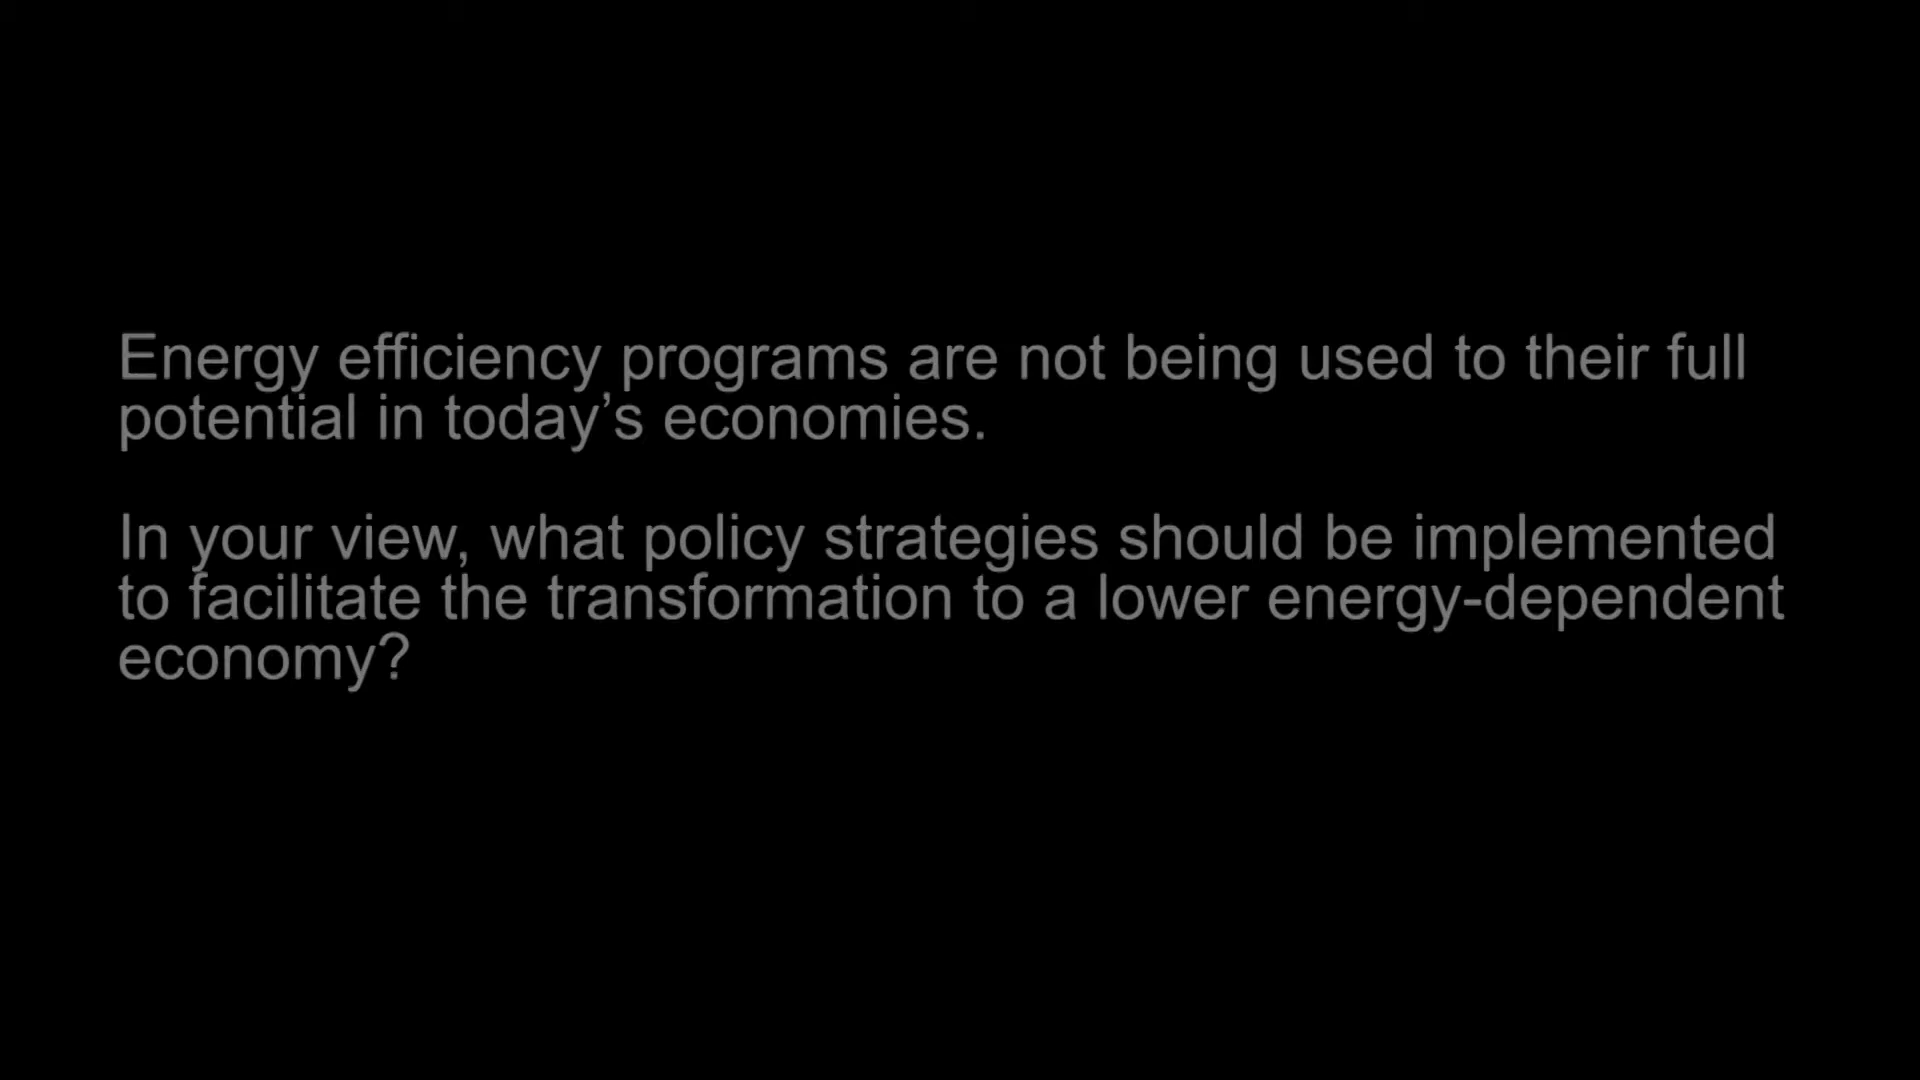 Energy efficiency programs are not being used to their full
potential in today’s economies.
In your view, what policy strategies should be implemented
to facilitate the transformation to a lower energy-dependent
economy?